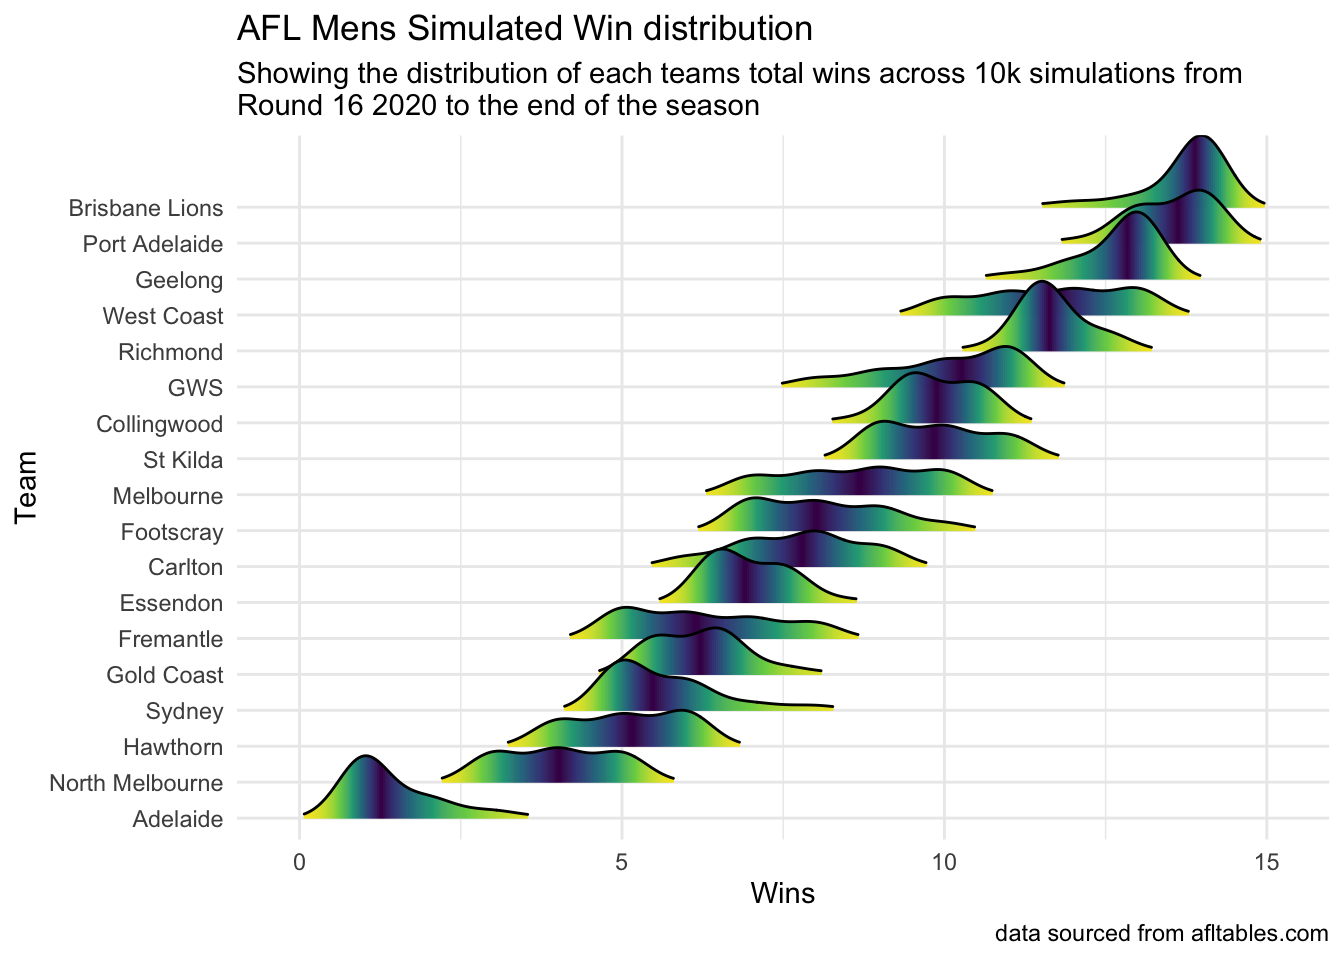 AFL Mens Simulated Win distribution
Showing the distribution of each teams total wins across 10k simulations from
Round 16 2020 to the end of the season
Team
Brisbane Lions
Port Adelaide
Geelong
West Coast
Richmond
GWS
Collingwood
St Kilda
Melbourne
Footscray
Carlton
Essendon
Fremantle
Gold Coast
Sydney
Hawthorn
North Melbourne
Adelaide
0 5 10 15
Wins
data sourced from afltables.com